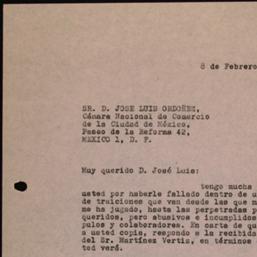 8 de Febrero
SR. D. JOSE LUIS ORDOÑEZ,
Cámara Nacional de Comercio
de la Ciudad de México,
Paseo de la Reforma 42,
MEXICO 1, D. F.
Muy querido D. José Luis:
tengo mucha
usted por haberle fallado dentro de u
de traiciones que van desde las que m
me ha jugado, hasta las perpetradas p
queridos, pero abusivos e incumplidos
pulos y colaboradores. En carta de qu
a usted copia, respondo a la recibida
del Sr. Martínez Vertiz, en términos
ted verá.